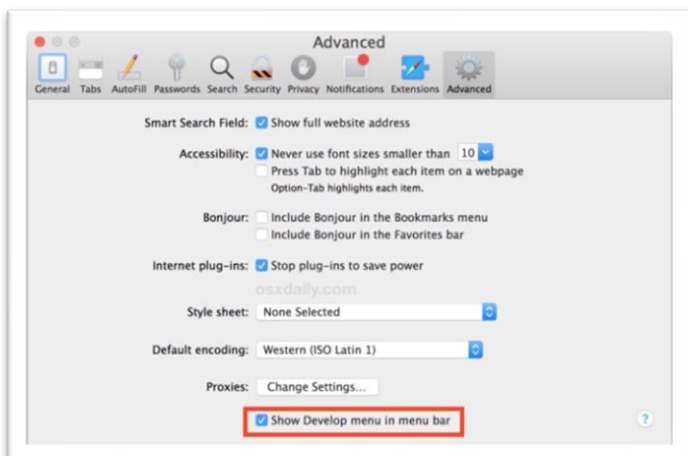 Advanced
General Tabs AutoFill Passwords Search Security Privacy Notifications Extensions Advanced
Smart Search Field: Show full website address
Accessibility: Never use font sizes smaller than 10
Press Tab to highlight each item on a webpage
Option-Tab highlights each item.
Bonjour: Include Bonjour in the Bookmarks menu
Include Bonjour in the Favorites bar
Internet plug-ins: Stop plug-ins to save power
osxdaily.com
Style sheet: None Selected
Default encoding: Western (ISO Latin 1)
Proxies: Change Settings...
Show Develop menu in menu bar
?